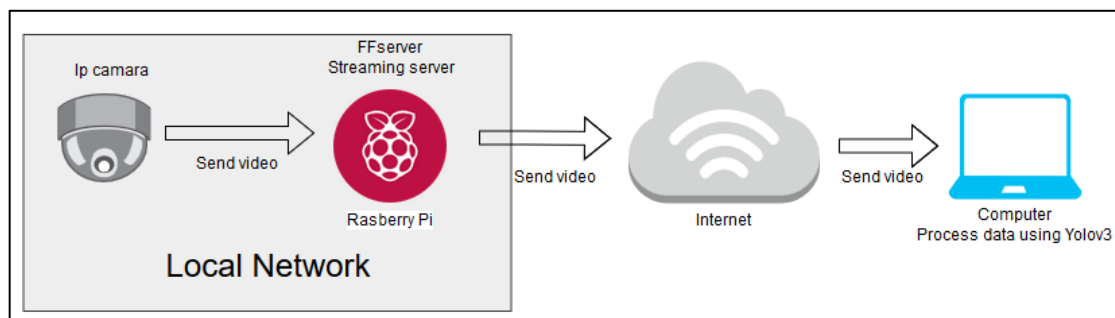 Ip camara
Send video
FFserver
Streaming server
Rasberry Pi
Local Network
Send video
Internet
Send video
Computer
Process data using Yolov3